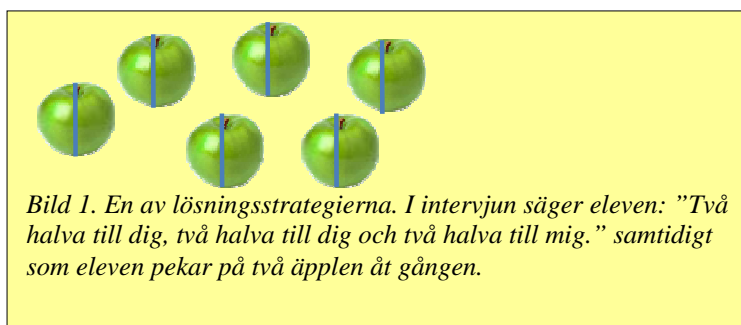 Bild 1. En av lösningsstrategierna. I intervjun säger eleven: ”Två
halva till dig, två halva till dig och två halva till mig.” samtidigt
som eleven pekar på två äpplen åt gången.